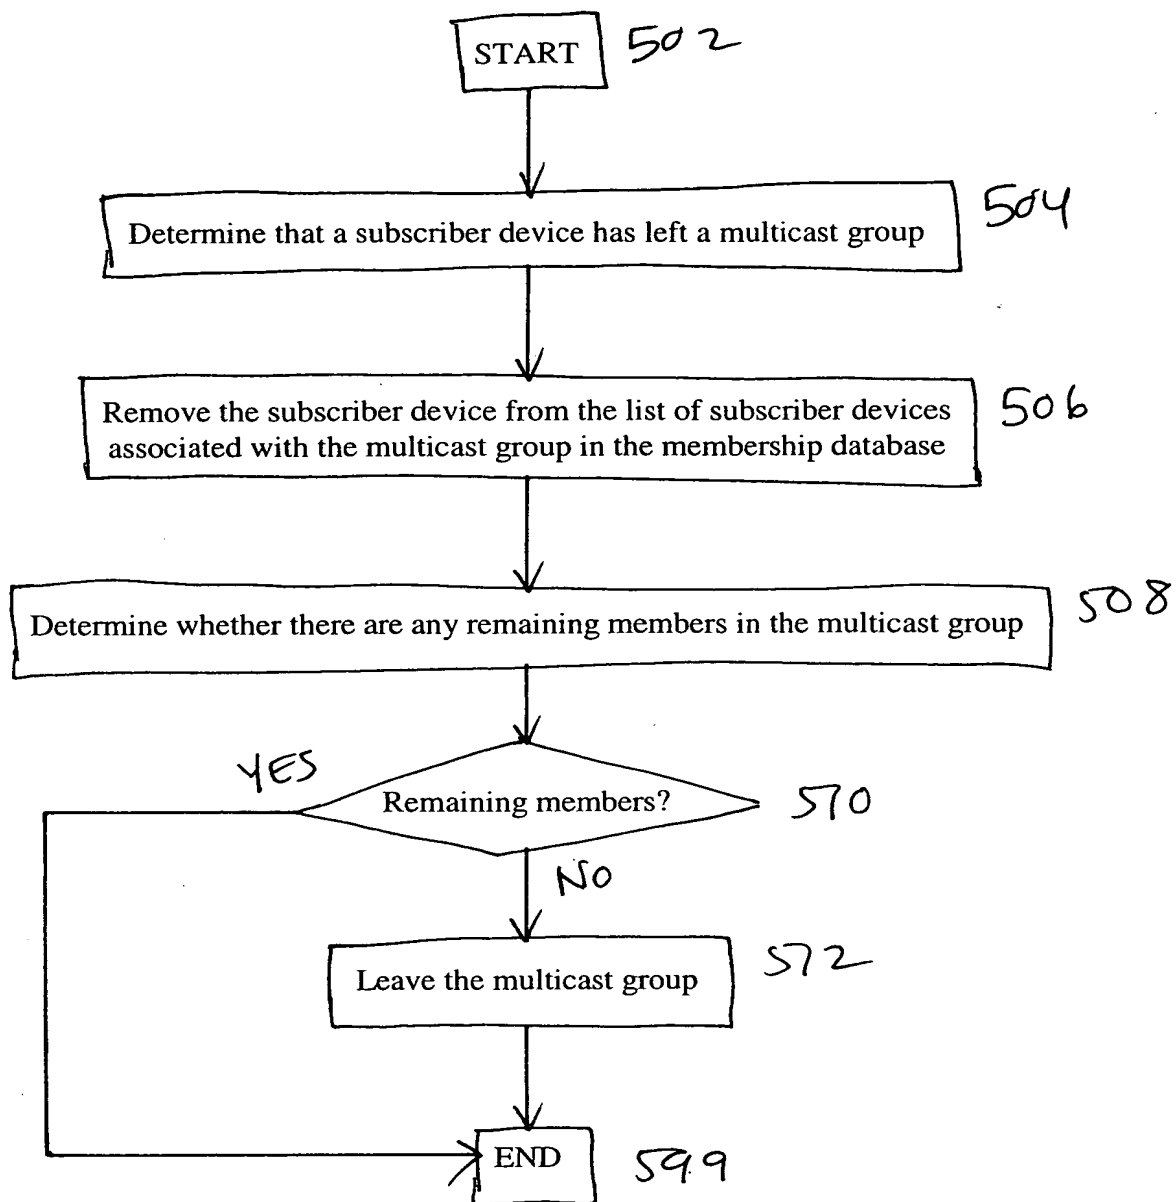 START 502
Determine that a subscriber device has left a multicast group 504
Remove the subscriber device from the list of subscriber devices 506
associated with the multicast group in the membership database
Determine whether there are any remaining members in the multicast group 508
YES
Remaining members? 570
NO
Leave the multicast group 572
END 599